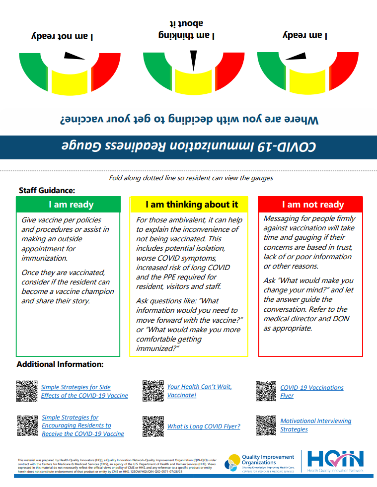 COVID-19 Immunization Readiness Gauge
Where are you with deciding to get your vaccine?
I am ready
I am thinking
about it
I am not ready
Fold along dotted line so resident can view the gauges
Staff Guidance:
I am ready
Give vaccine per policies
and procedures or assist in
making an outside
appointment for
immunization.
Once they are vaccinated,
consider if the resident can
become a vaccine champion
and share their story.
I am thinking about it
For those ambivalent, it can help
to explain the inconvenience of
not being vaccinated. This
includes potential isolation,
worse COVID symptoms,
increased risk of long COVID
and the PPE required for
resident, visitors and staff.
Ask questions like: "What
information would you need to
move forward with the vaccine?"
or "What would make you more
comfortable getting
immunized?"
I am not ready
Messaging for people firmly
against vaccination will take
time and gauging if their
concerns are based in trust,
lack of or poor information
or other reasons.
Ask "What would make you
change your mind?" and let
the answer guide the
conversation. Refer to the
medical director and DON
as appropriate.
Additional Information:
Simple Strategies for Side
Effects of the COVID-19 Vaccine
Your Health Can't Wait,
Vaccinate!
COVID-19 Vaccinations
Flyer
Simple Strategies for
Encouraging Residents to
Receive the COVID-19 Vaccine
What is Long COVID Flyer?
Motivational Interviewing
Strategies
Quality Improvement
Organizations
HQIN